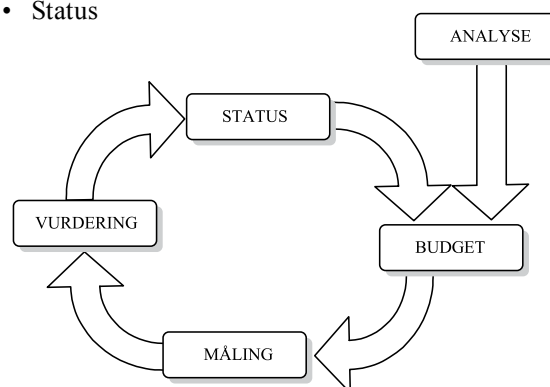 • Status
ANALYSE
STATUS
VURDERING
BUDGET
MÅLING